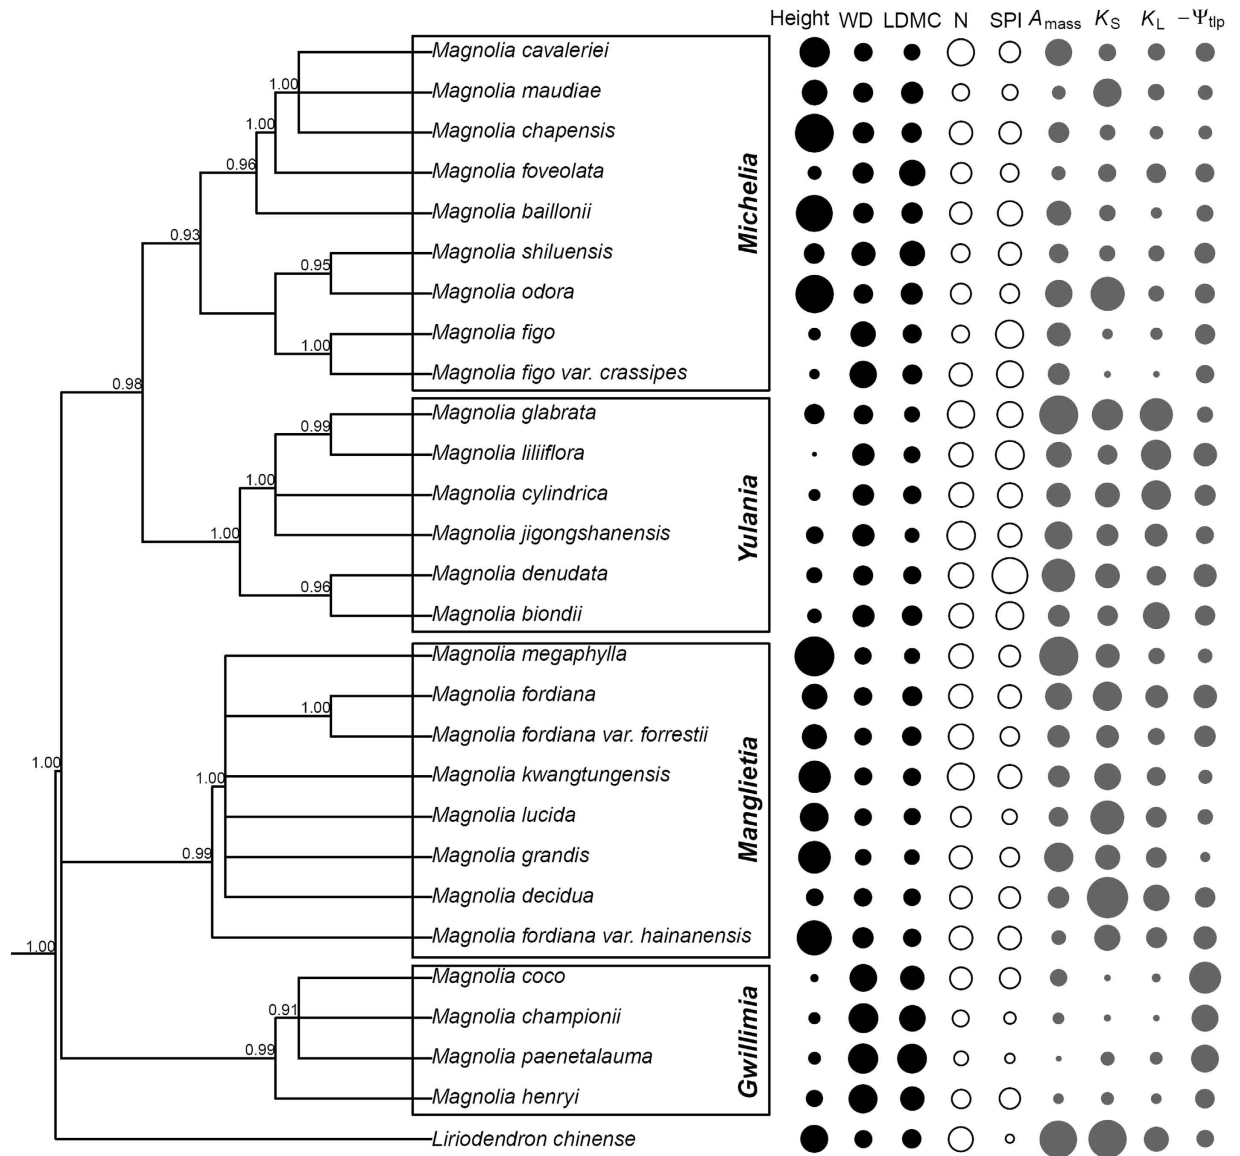 Height WD LDMC N SPI Amass KS KL −Ψtlp
Magnolia cavaleriei
1.00
Magnolia maudiae
1.00
Magnolia chapensis
0.96
Magnolia foveolata
Magnolia baillonii
Michelia
0.93
Magnolia shiluensis
0.95
Magnolia odora
Magnolia figo
1.00
Magnolia figo var. crassipes
0.98
Magnolia glabrata
0.99
Magnolia liliiflora
1.00
Magnolia cylindrica
Yulania
1.00
Magnolia jigongshanensis
Magnolia denudata
0.96
Magnolia biondii
Magnolia megaphylla
Magnolia fordiana
1.00
Magnolia fordiana var. forrestii
1.00
1.00
Magnolia kwangtungensis
Manglietia
Magnolia lucida
0.99
Magnolia grandis
Magnolia decidua
Magnolia fordiana var. hainanensis
1.00
Magnolia coco
0.91
Magnolia championii
Gwillimia
0.99
Magnolia paenetalauma
Magnolia henryi
Liriodendron chinense